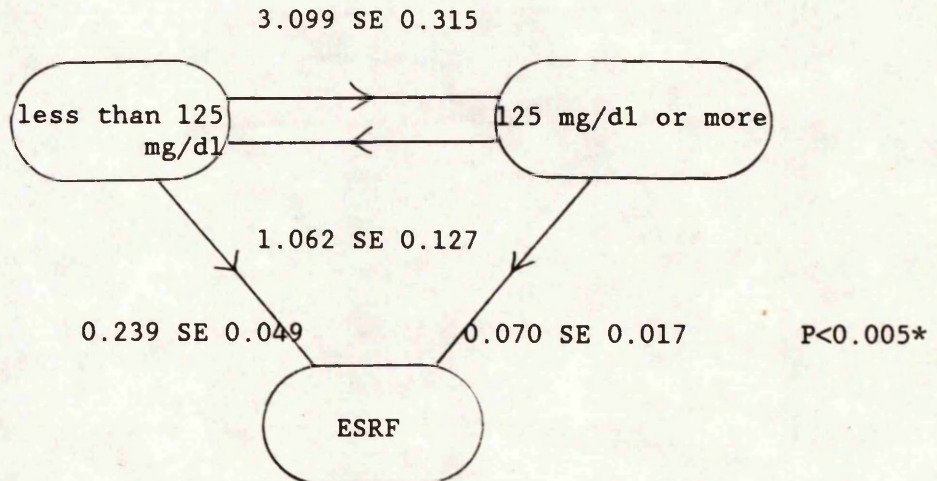 3.099 SE 0.315
less than 125
mg/dl
125 mg/dl or more
1.062 SE 0.127
0.239 SE 0.049
0.070 SE 0.017
P<0.005*
ESRF